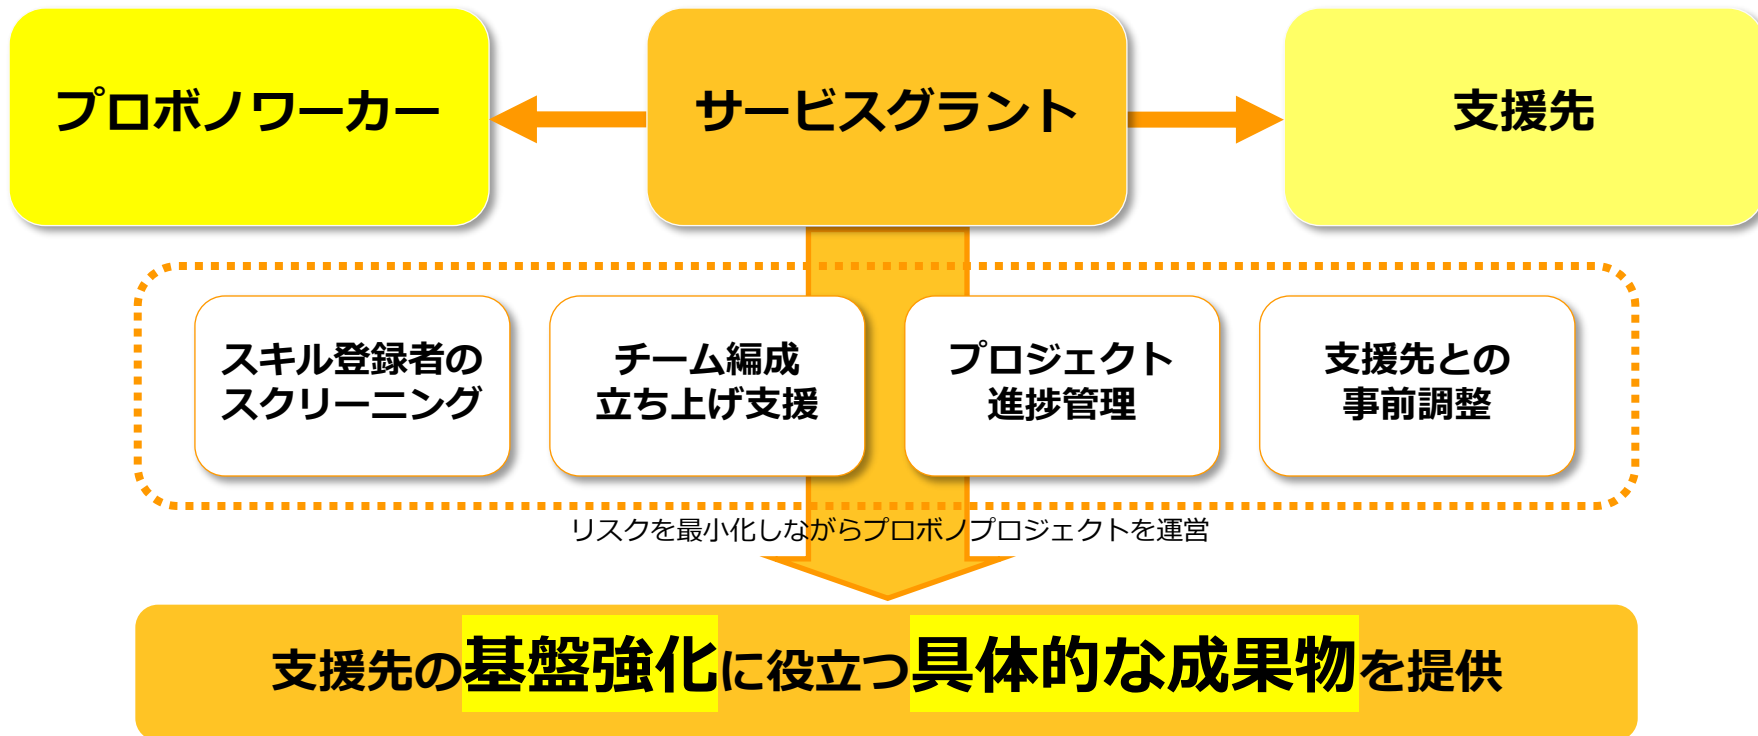 プロボノワーカー
サービスグラント
支援先
スキル登録者の
スクリーニング
チーム編成
立ち上げ支援
プロジェクト
進捗管理
支援先との
事前調整
リスクを最小化しながらプロボノプロジェクトを運営
支援先の基盤強化に役立つ具体的な成果物を提供